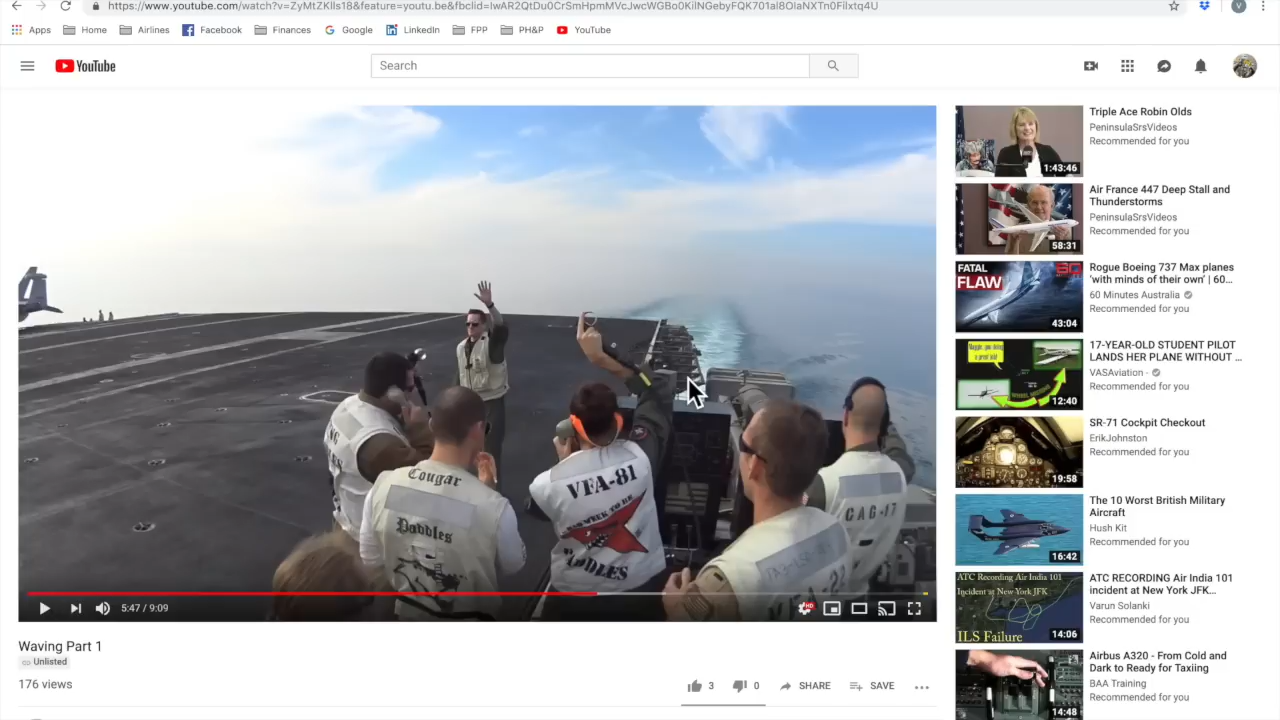 https://www.youtube.com/watch?v=ZyMtZKlls18&feature=youtu.be&fbclid=IwAR2QtDu0CrSmHpmMVcJwcWGBo0KilNGebyFQK701al8OlaNXTn0Filxtq4U
Apps
Home
Airlines
Facebook
Finances
Google
LinkedIn
FPP
PH&P
YouTube
V
YouTube
Search
Cougar
Paddles
VFA-81
CAG-17
5:47 / 9:09
HD
Waving Part 1
Unlisted
176 views
3
0
SHARE
SAVE
1:43:46
Triple Ace Robin Olds
PeninsulaSrsVideos
Recommended for you
58:31
Air France 447 Deep Stall and
Thunderstorms
PeninsulaSrsVideos
Recommended for you
FATAL
FLAW
60
43:04
Rogue Boeing 737 Max planes
'with minds of their own' | 60...
60 Minutes Australia
Recommended for you
12:40
17-YEAR-OLD STUDENT PILOT
LANDS HER PLANE WITHOUT ...
VASAviation -
Recommended for you
19:58
SR-71 Cockpit Checkout
ErikJohnston
Recommended for you
16:42
The 10 Worst British Military
Aircraft
Hush Kit
Recommended for you
ATC Recording Air India 101
Incident at New York JFK
ILS Failure
14:06
ATC RECORDING Air India 101
incident at New York JFK...
Varun Solanki
Recommended for you
14:48
Airbus A320 - From Cold and
Dark to Ready for Taxiing
BAA Training
Recommended for you